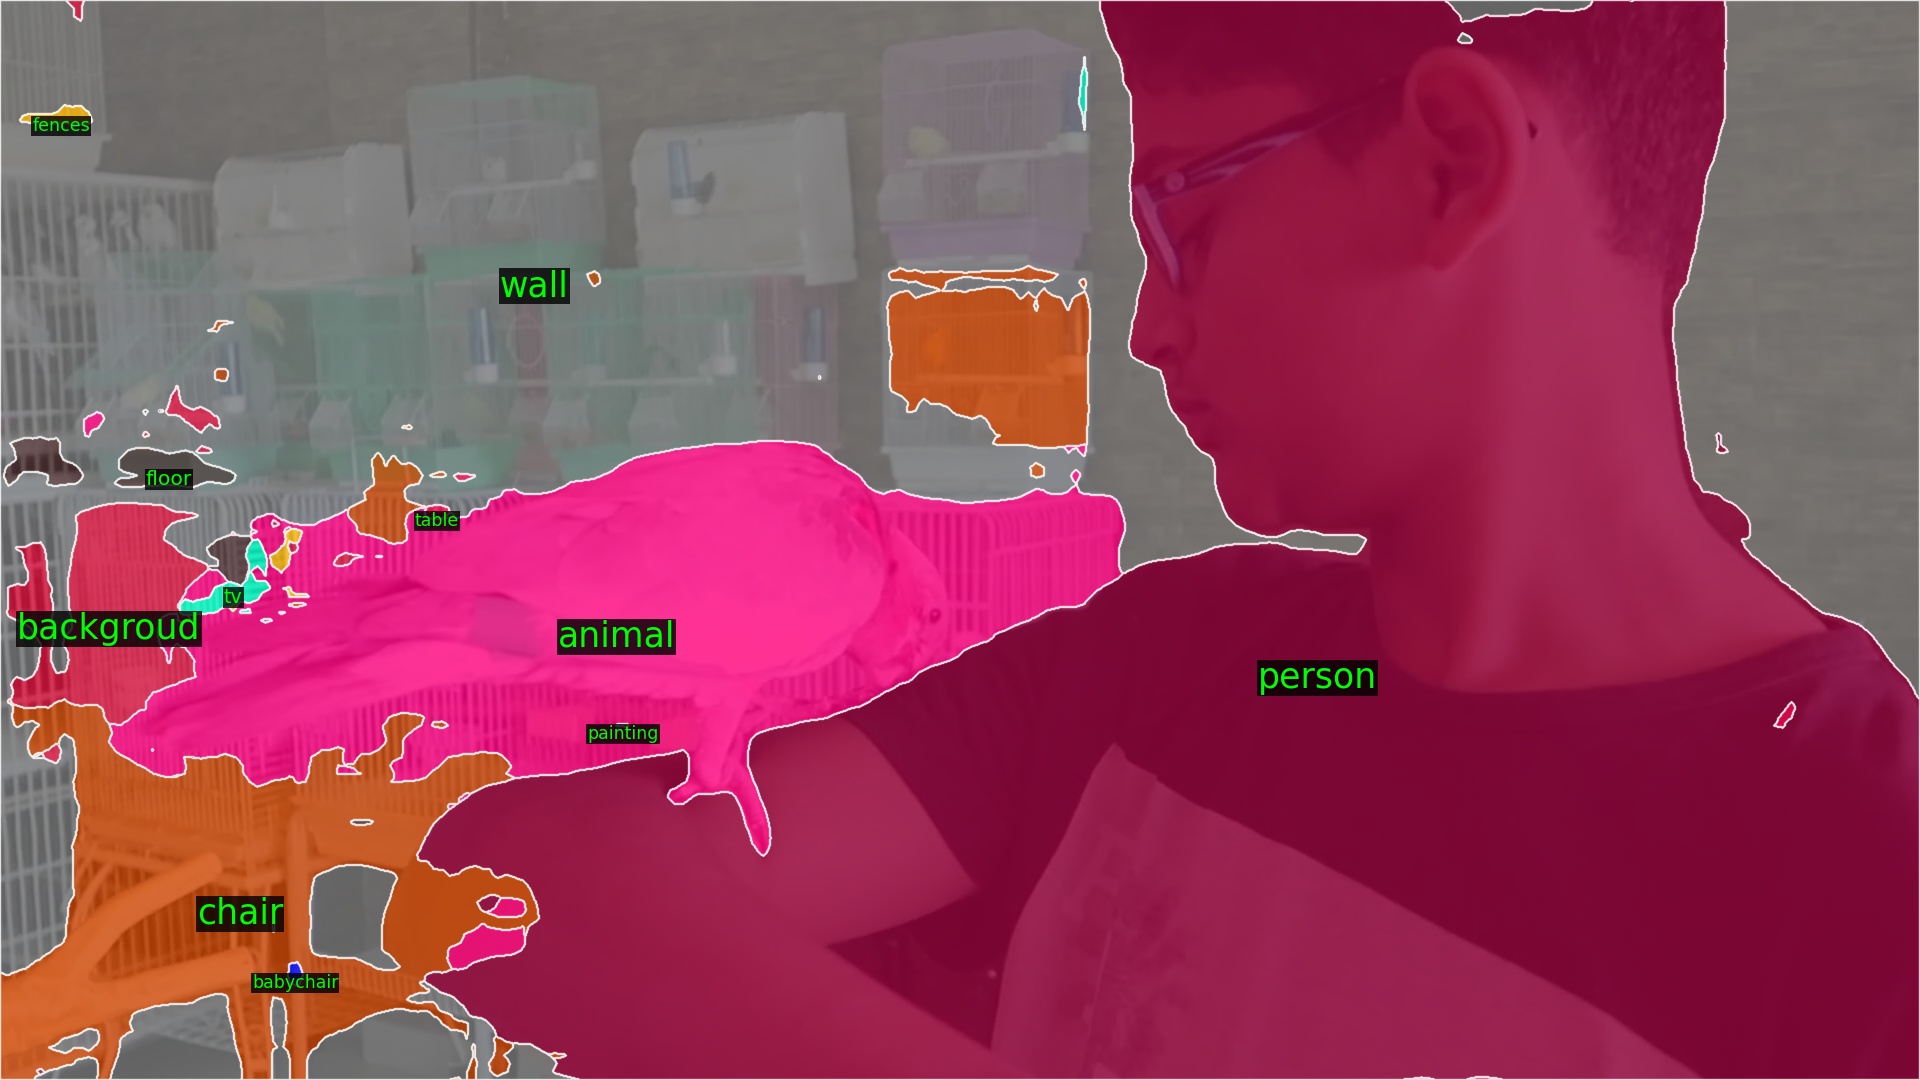 fences
wall
floor
table
tv
backgroud
animal
person
painting
chair
babychair